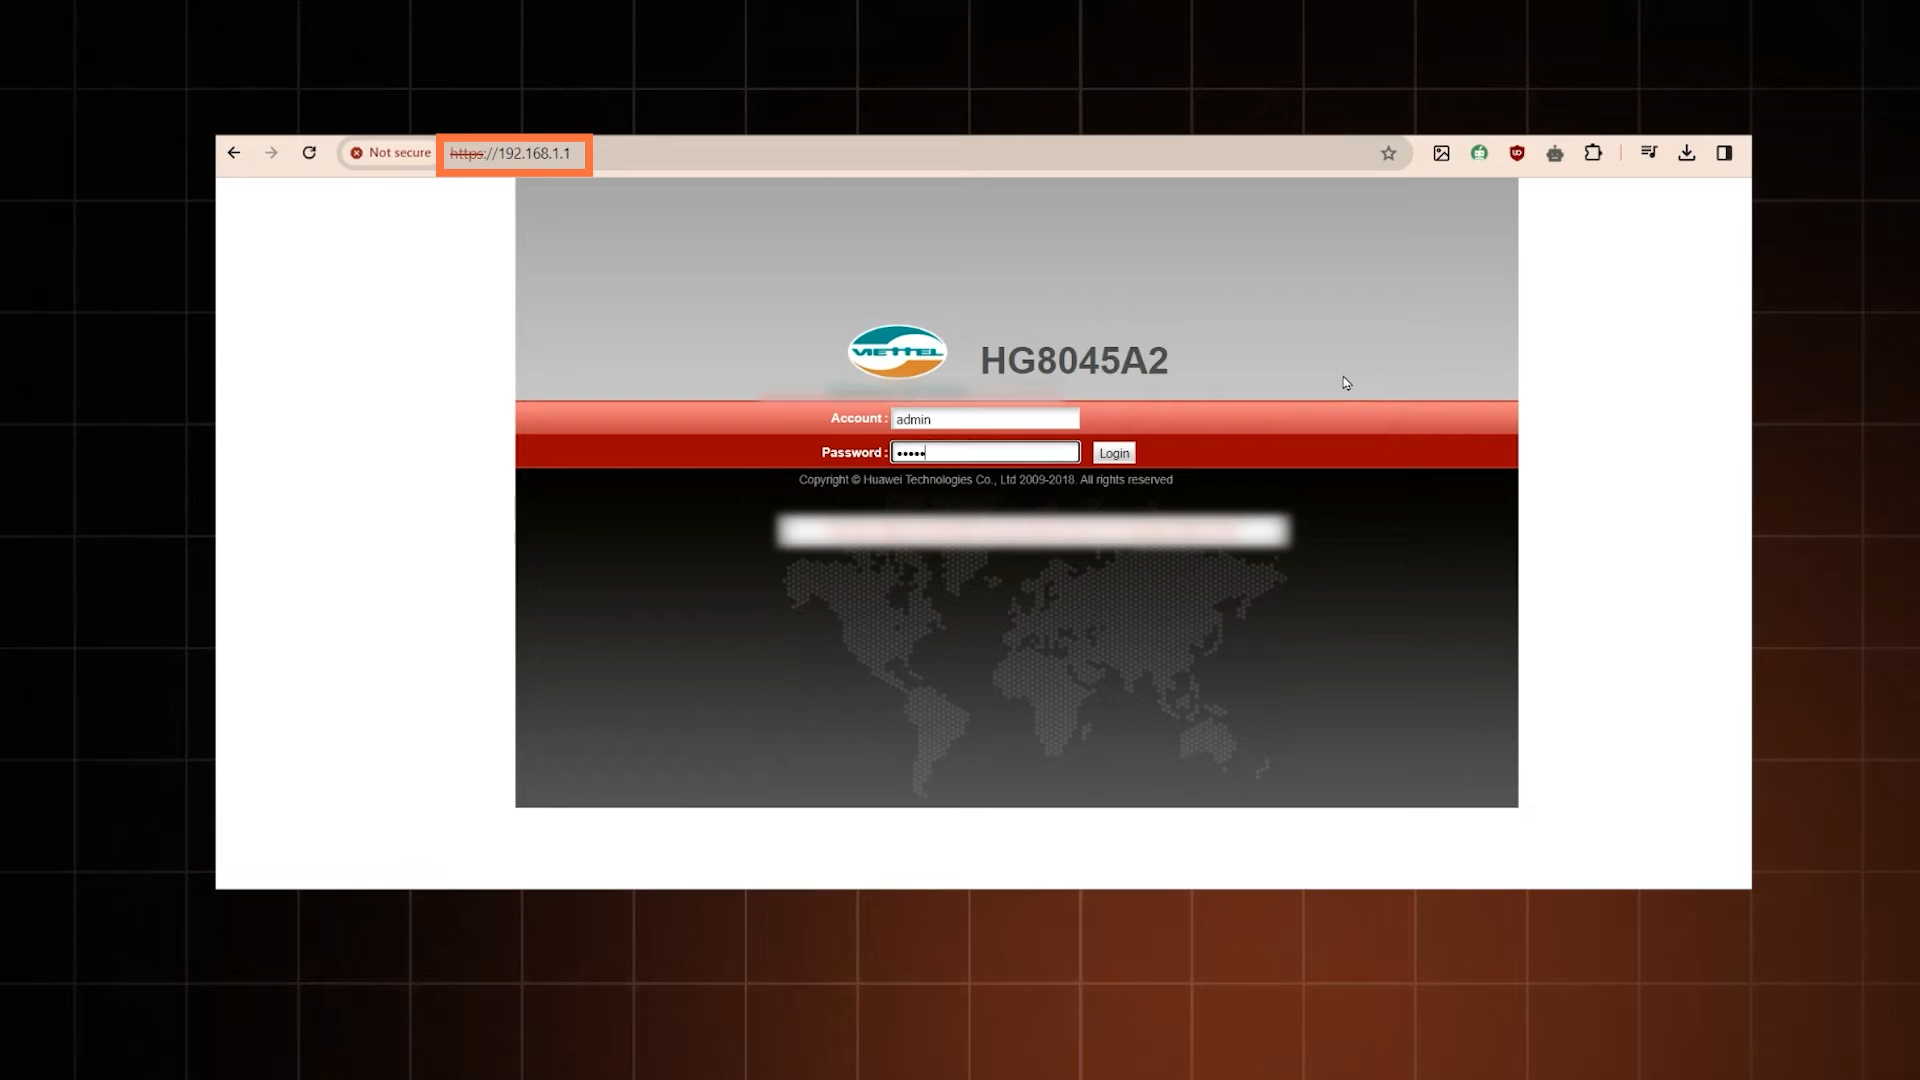 Not secure https://192.168.1.1
VIETTEL
HG8045A2
Account : admin
Password : •••••
Login
Copyright © Huawei Technologies Co., Ltd 2009-2018. All rights reserved